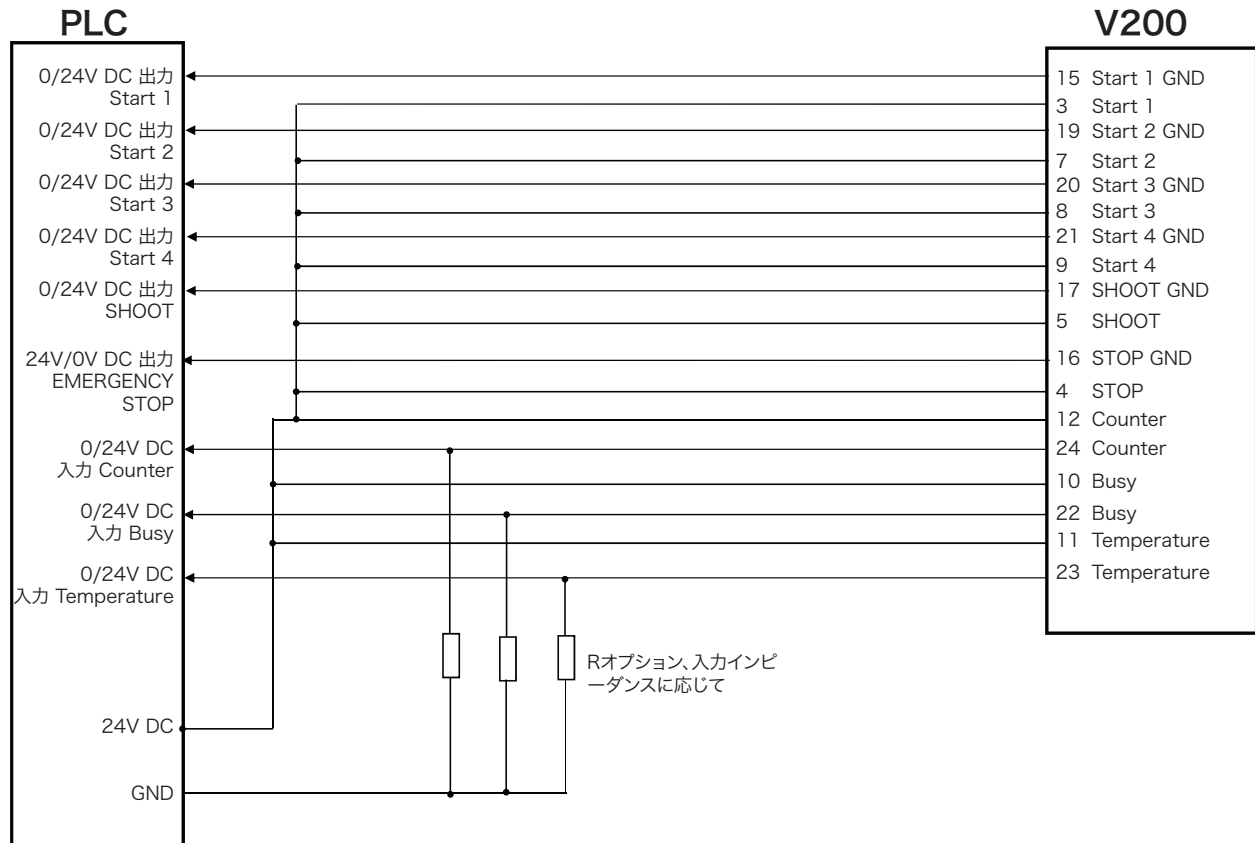 PLC
V200
0/24V DC 出力
Start 1
0/24V DC 出力
Start 2
0/24V DC 出力
Start 3
0/24V DC 出力
Start 4
0/24V DC 出力
SHOOT
24V/0V DC 出力
EMERGENCY
STOP
0/24V DC
入力 Counter
0/24V DC
入力 Busy
0/24V DC
入力 Temperature
24V DC
GND
15 Start 1 GND
3 Start 1
19 Start 2 GND
7 Start 2
20 Start 3 GND
8 Start 3
21 Start 4 GND
9 Start 4
17 SHOOT GND
5 SHOOT
16 STOP GND
4 STOP
12 Counter
24 Counter
10 Busy
22 Busy
11 Temperature
23 Temperature
Rオプション、入力インピ
ーダンスに応じて